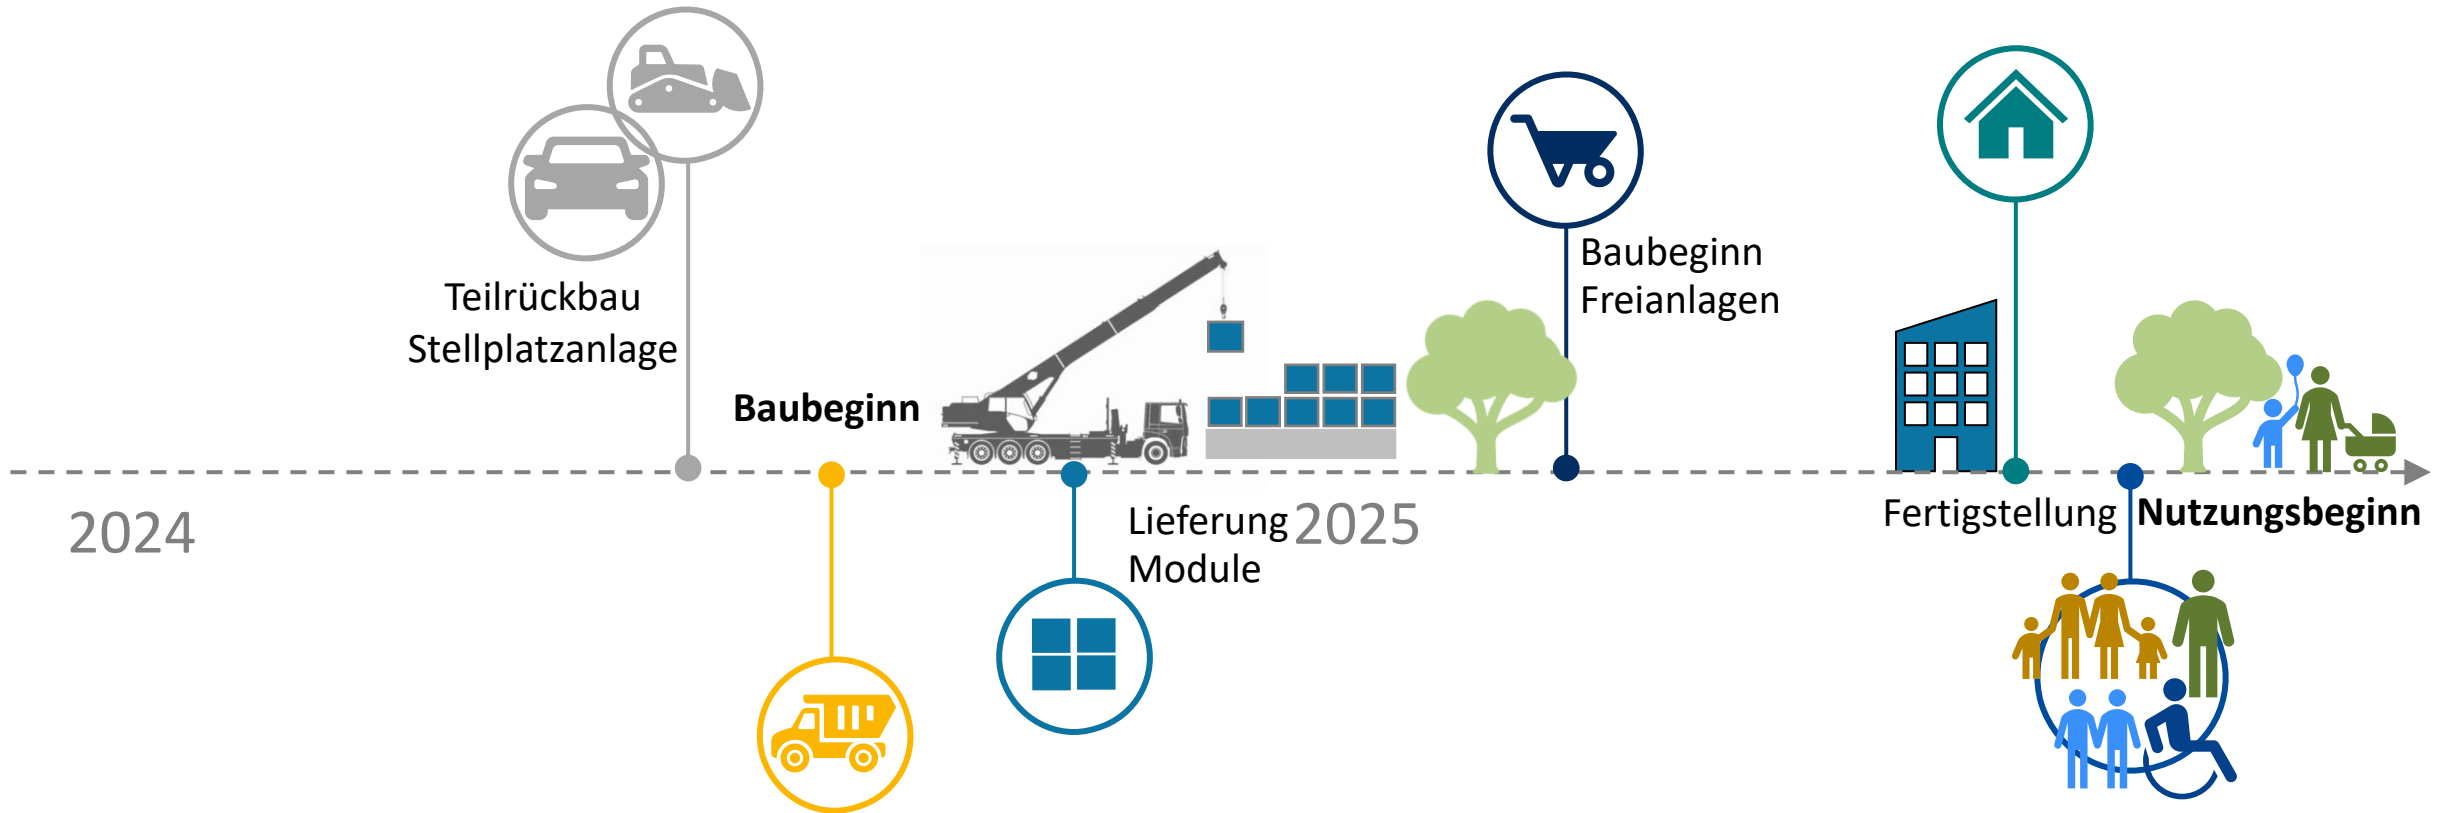 Teilrückbau
Stellplatzanlage
Baubeginn
Baubeginn
Freianlagen
2024
Lieferung
Module
2025
Fertigstellung
Nutzungsbeginn